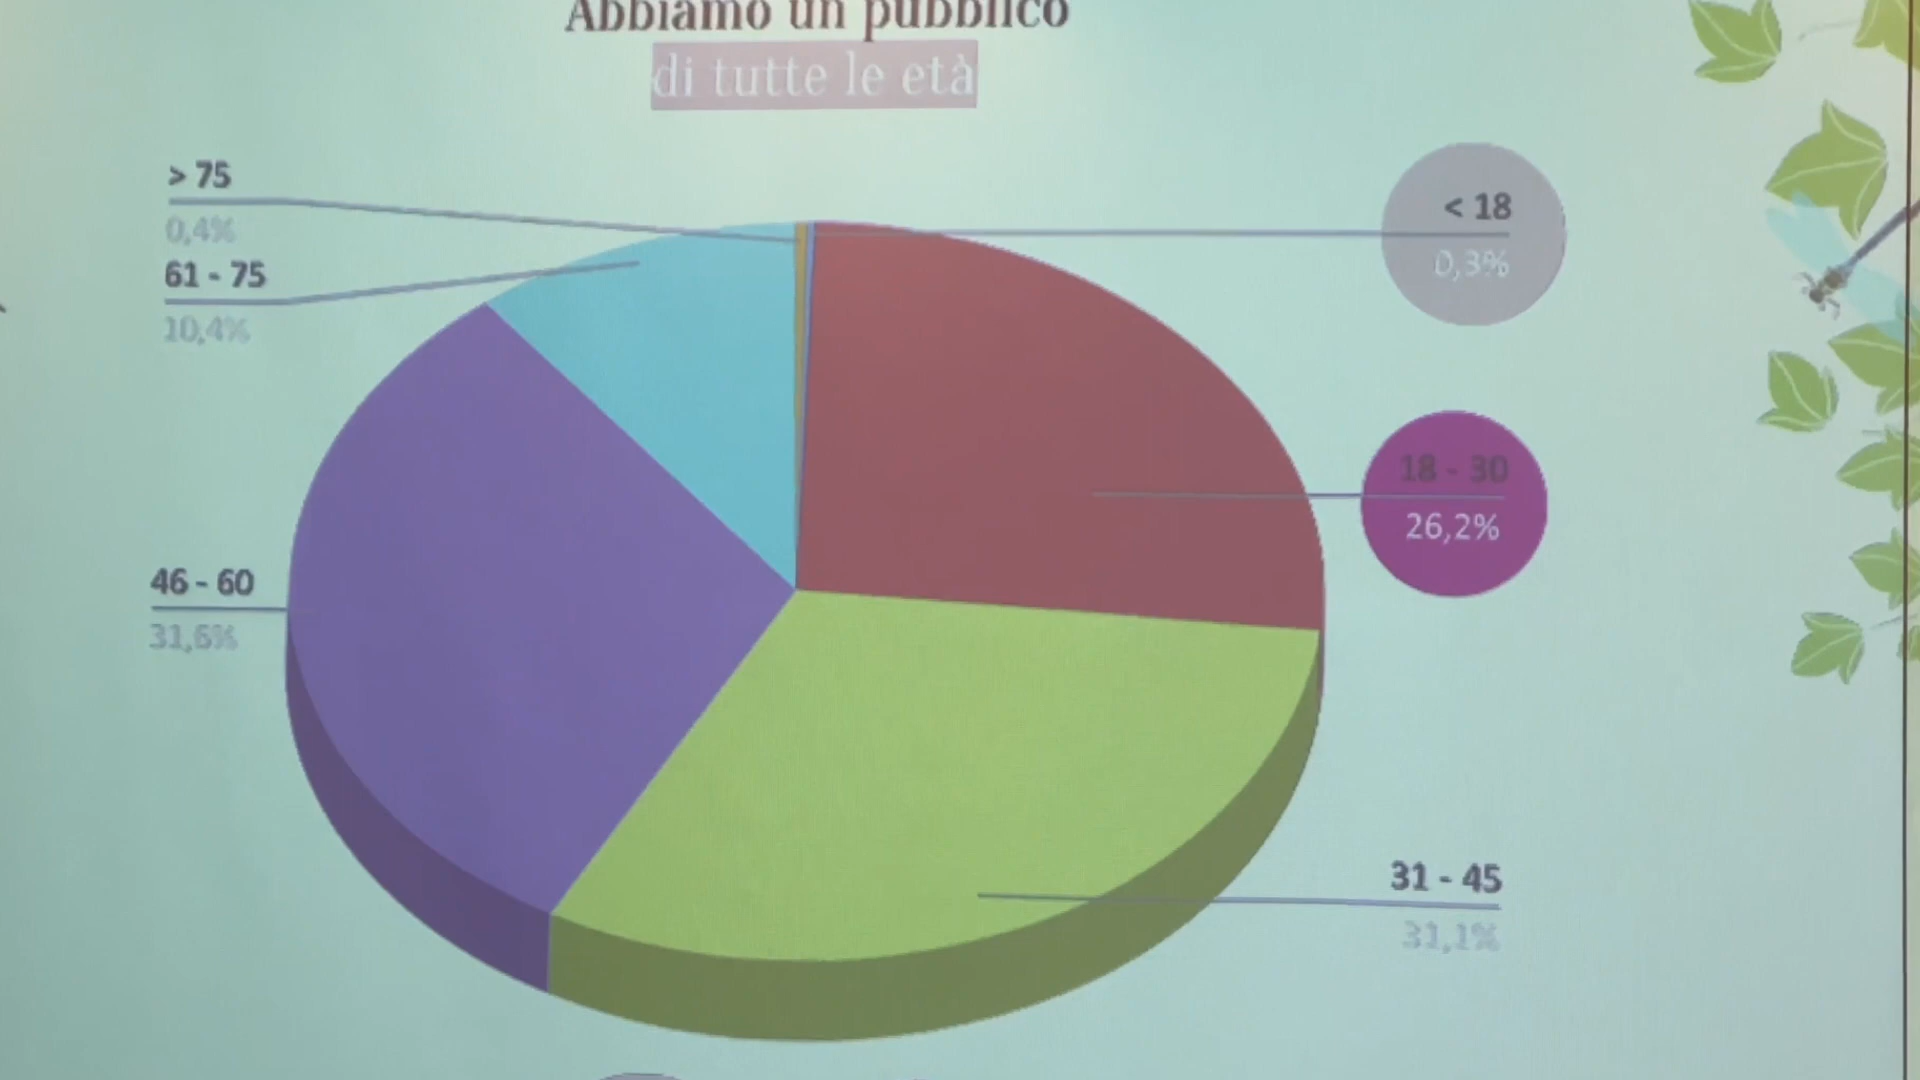 Abbiamo un pubblico
di tutte le età
> 75
0,4%
61 - 75
10,4%
46 - 60
31,6%
< 18
0,3%
18 - 30
26,2%
31 - 45
31,1%